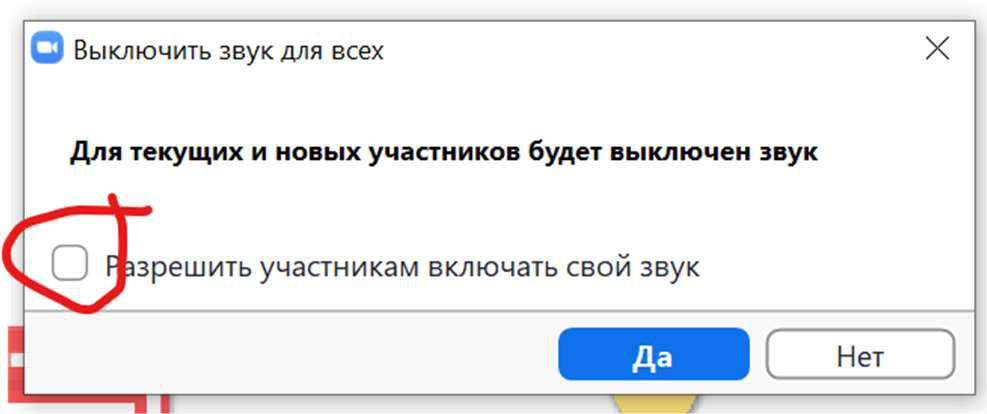 Выключить звук для всех
Для текущих и новых участников будет выключен звук
Разрешить участникам включать свой звук
Да
Нет